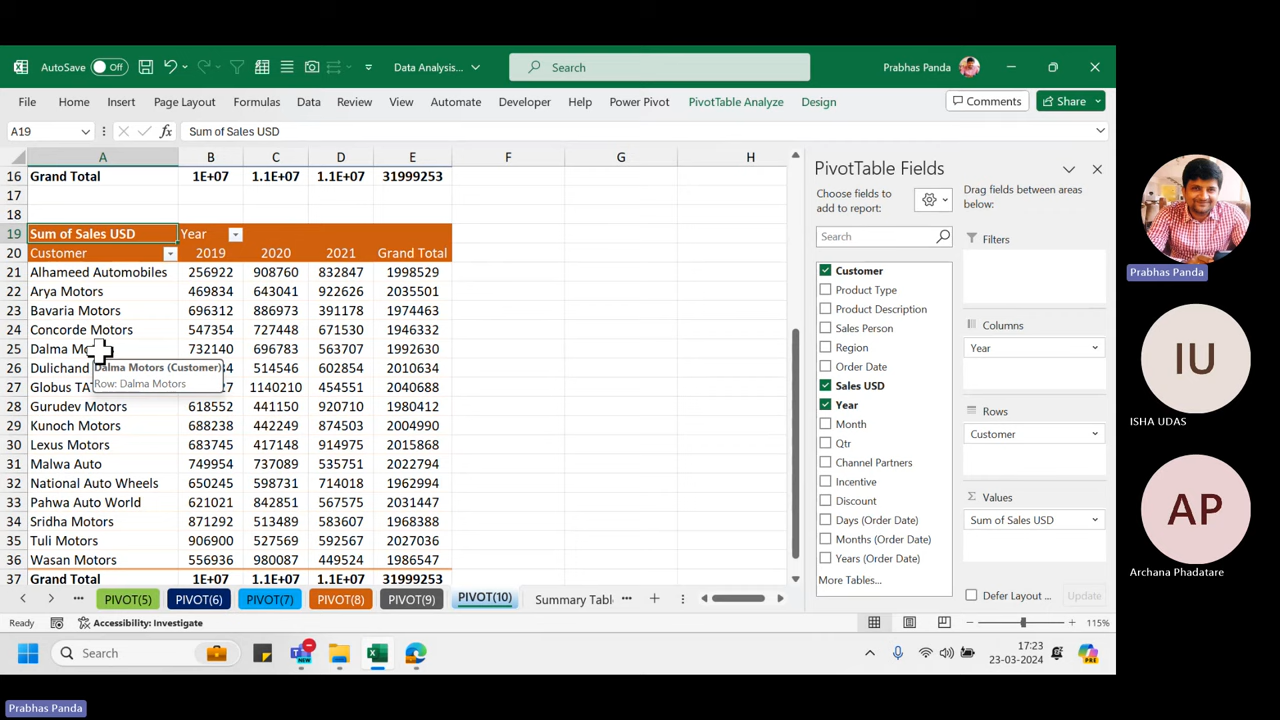 AutoSave Off Data Analysis... Search Prabhas Panda
File Home Insert Page Layout Formulas Data Review View Automate Developer Help Power Pivot PivotTable Analyze Design Comments Share
A19 fx Sum of Sales USD
A B C D E F G H
16 Grand Total 1E+07 1.1E+07 1.1E+07 31999253
17
18
19 Sum of Sales USD Year
20 Customer 2019 2020 2021 Grand Total
21 Alhameed Automobiles 256922 908760 832847 1998529
22 Arya Motors 469834 643041 922626 2035501
23 Bavaria Motors 696312 886973 391178 1974463
24 Concorde Motors 547354 727448 671530 1946332
25 Dalma 732140 696783 563707 1992630
26 Dulichand 514546 602854 2010634
27 Globus 1140210 454551 2040688
Dalma Motors (Customer)
Row: Dalma Motors
28 Gurudev Motors 618552 441150 920710 1980412
29 Kunoch Motors 688238 442249 874503 2004990
30 Lexus Motors 683745 417148 914975 2015868
31 Malwa Auto 749954 737089 535751 2022794
32 National Auto Wheels 650245 598731 714018 1962994
33 Pahwa Auto World 621021 842851 567575 2031447
34 Sridha Motors 871292 513489 583607 1968388
35 Tuli Motors 906900 527569 592567 2027036
36 Wasan Motors 556936 980087 449524 1986547
37 Grand Total 1E+07 1.1E+07 1.1E+07 31999253
PivotTable Fields
Choose fields to
add to report:
Search
Customer
Product Type
Product Description
Sales Person
Region
Order Date
Sales USD
Year
Month
Qtr
Channel Partners
Incentive
Discount
Days (Order Date)
Months (Order Date)
Years (Order Date)
More Tables...
Drag fields between areas
below:
Filters
Columns
Year
Rows
Customer
Σ Values
Sum of Sales USD
Defer Layout ... Update
PIVOT(5) PIVOT(6) PIVOT(7) PIVOT(8) PIVOT(9) PIVOT(10) Summary Tabl
Ready Accessibility: Investigate 115%
Search NEW 17:23
23-03-2024 PRE
Prabhas Panda
IU
ISHA UDAS
AP
Archana Phadatare
Prabhas Panda